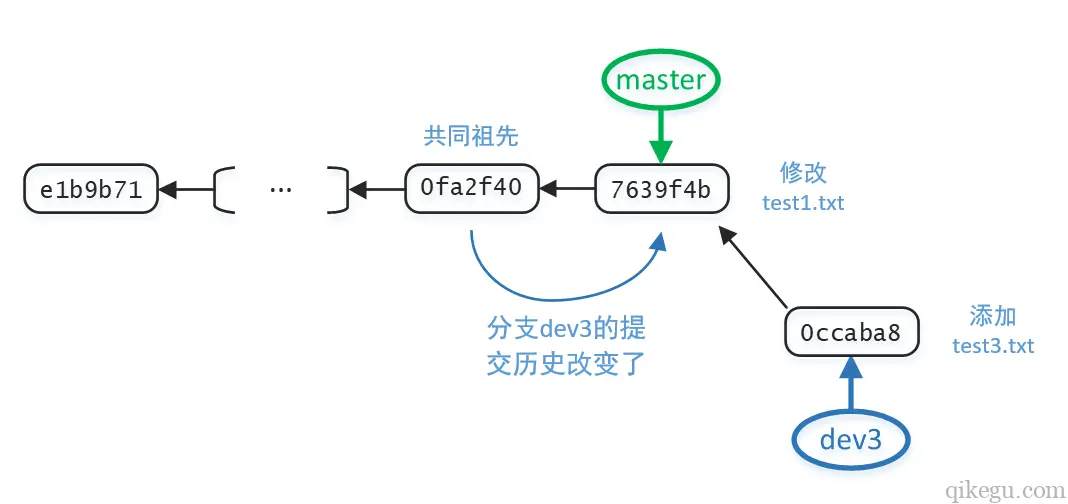 master
共同祖先
e1b9b71
...
0fa2f40
7639f4b
修改
test1.txt
分支dev3的提
交历史改变了
0ccaba8
添加
test3.txt
dev3
qikegu.com